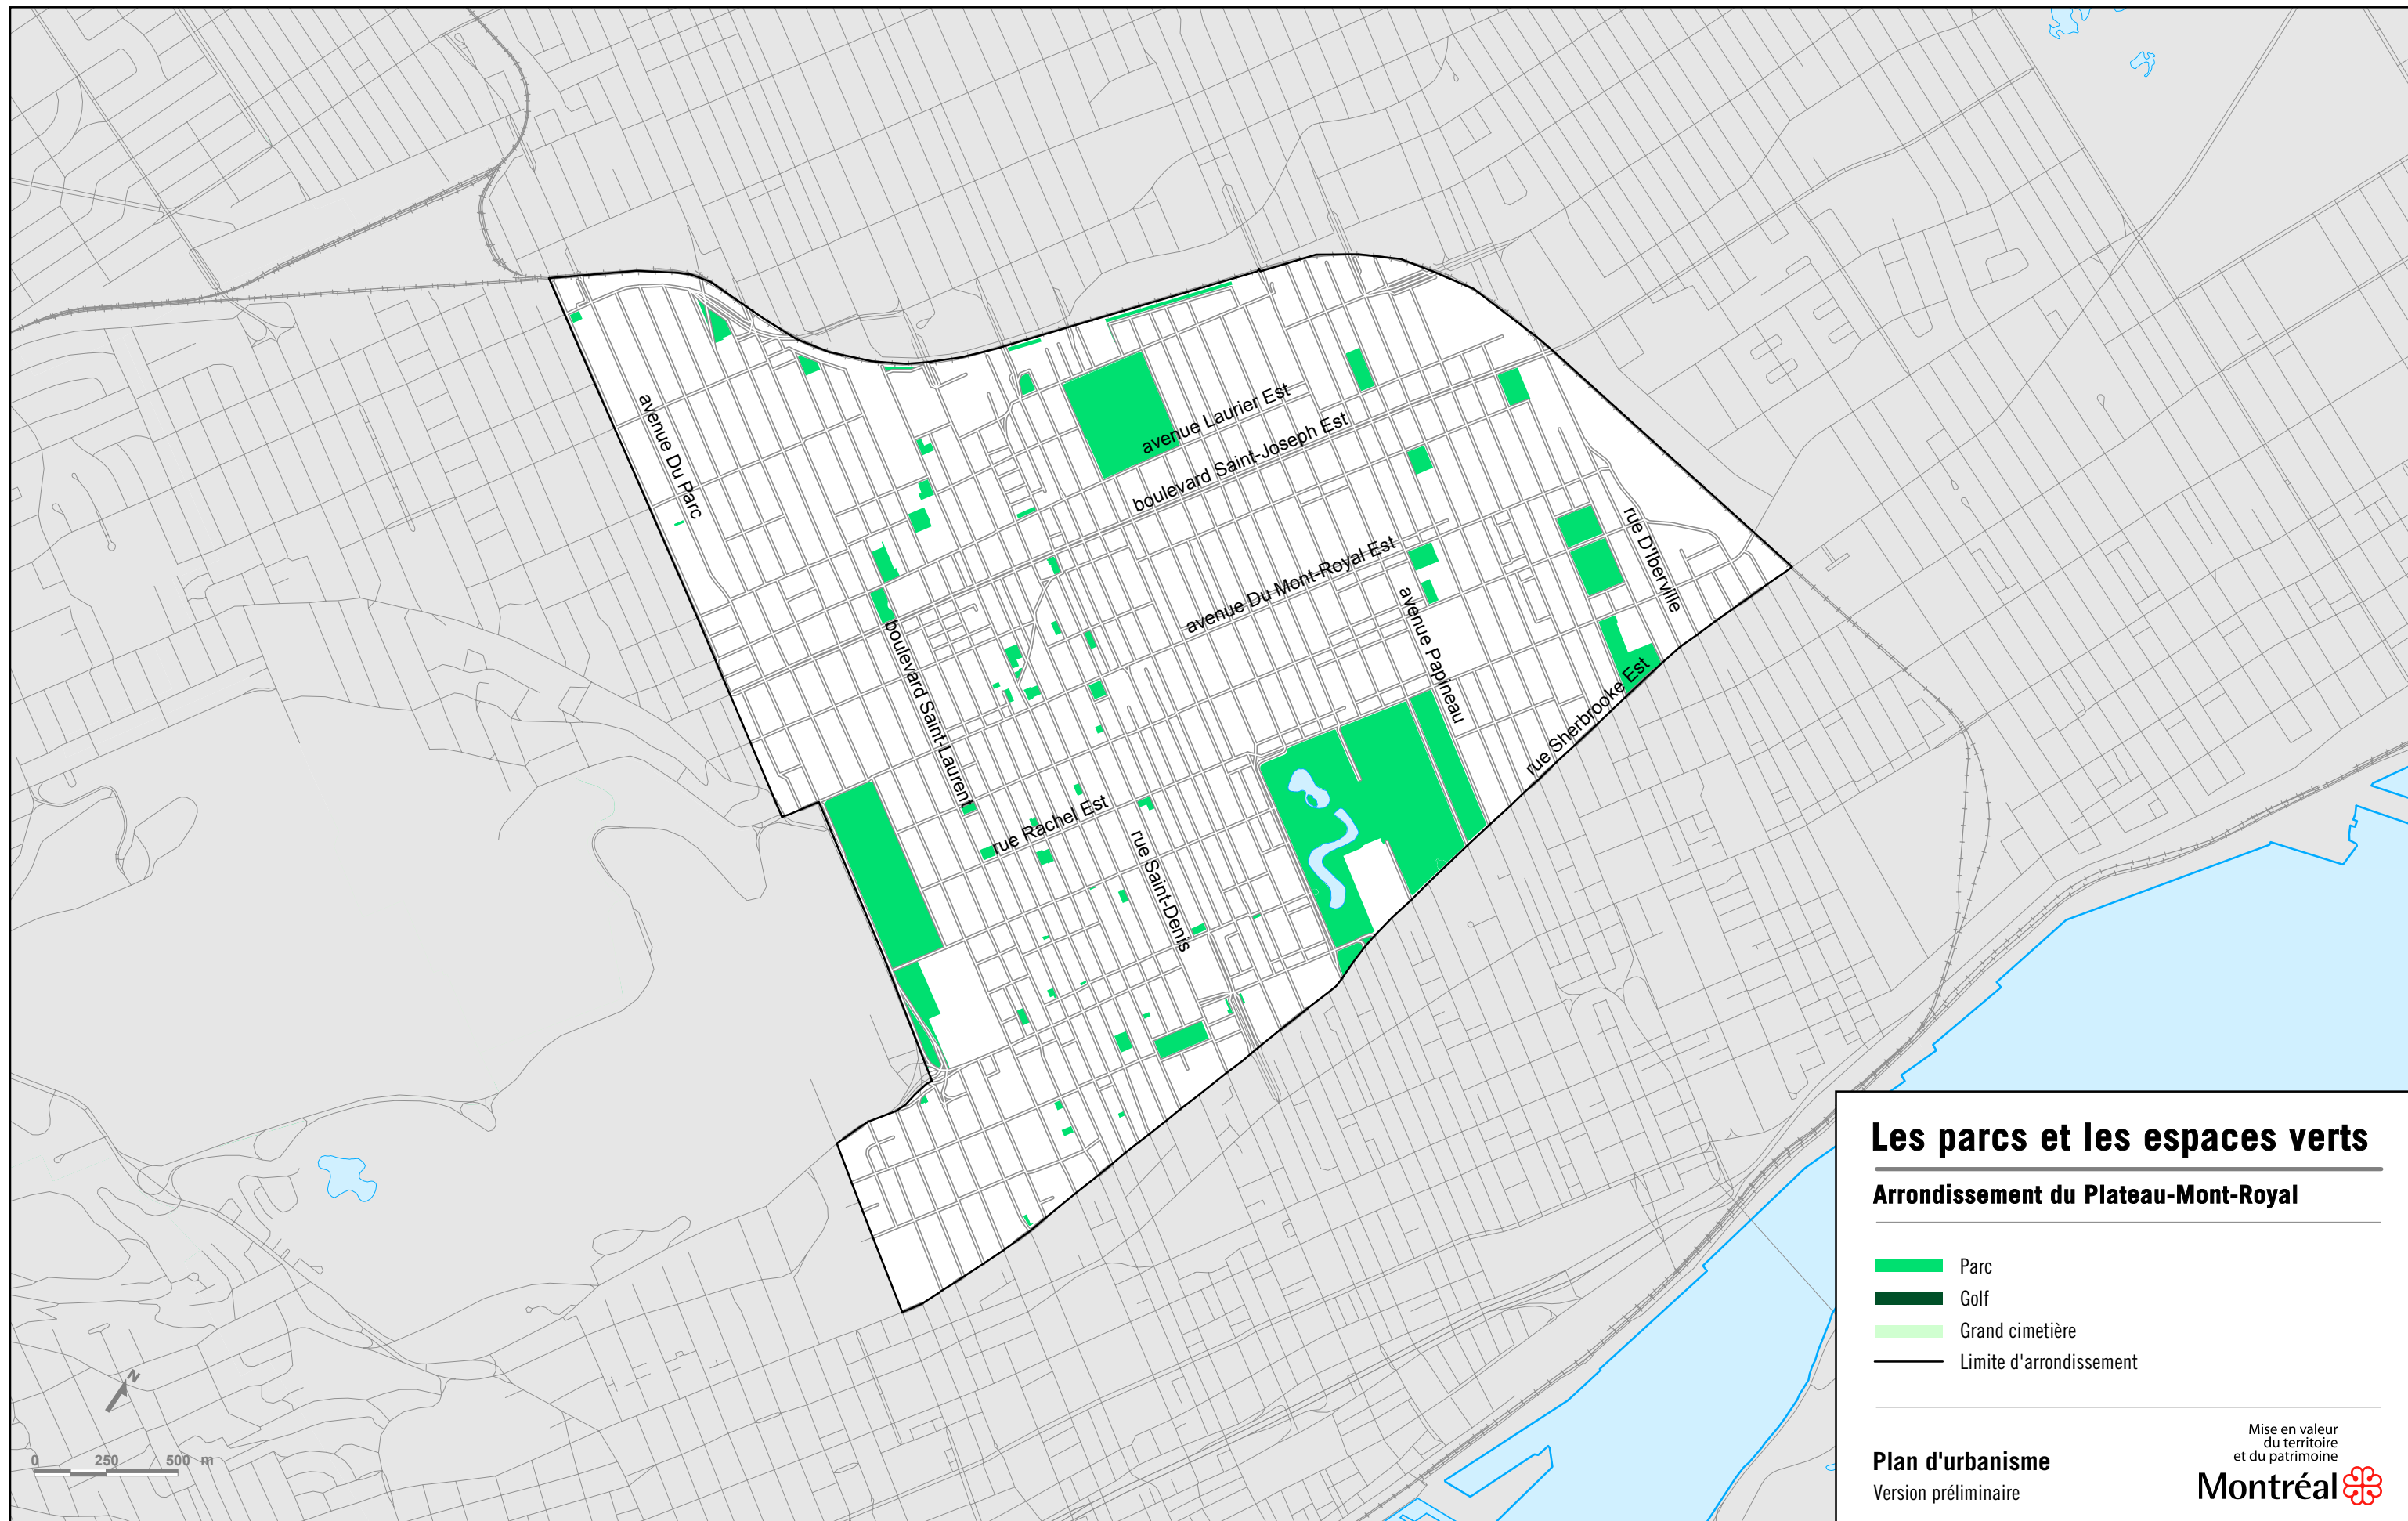 avenue Du Parc
avenue Laurier Est
boulevard Saint-Joseph Est
avenue Du Mont-Royal Est
rue D'Iberville
avenue Papineau
boulevard Saint-Laurent
rue Sherbrooke Est
rue Rachel Est
rue Saint-Denis
N
0 250 500 m
Les parcs et les espaces verts
Arrondissement du Plateau-Mont-Royal
Parc
Golf
Grand cimetière
Limite d'arrondissement
Plan d'urbanisme
Version préliminaire
Mise en valeur
du territoire
et du patrimoine
Montréal